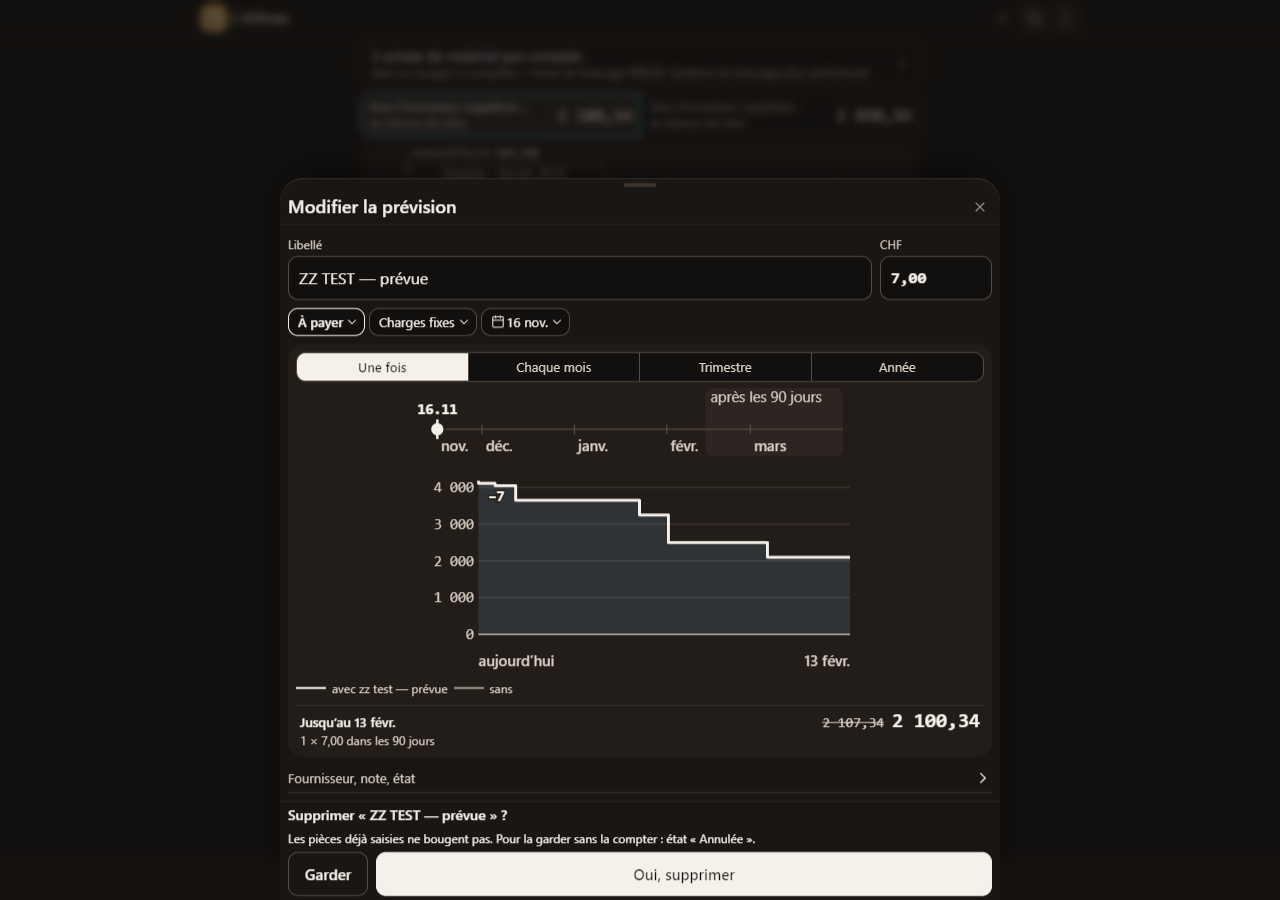 Modifier la prévision ×
Libellé CHF
ZZ TEST — prévue 7,00
À payer Charges fixes 16 nov.
Une fois Chaque mois Trimestre Année
après les 90 jours
16.11
nov. déc. janv. févr. mars
4 000
−7
3 000
2 000
1 000
0
aujourd'hui 13 févr.
avec zz test — prévue sans
Jusqu'au 13 févr. 2 107,34 2 100,34
1 × 7,00 dans les 90 jours
Fournisseur, note, état
Supprimer « ZZ TEST — prévue » ?
Les pièces déjà saisies ne bougent pas. Pour la garder sans la compter : état « Annulée ».
Garder Oui, supprimer